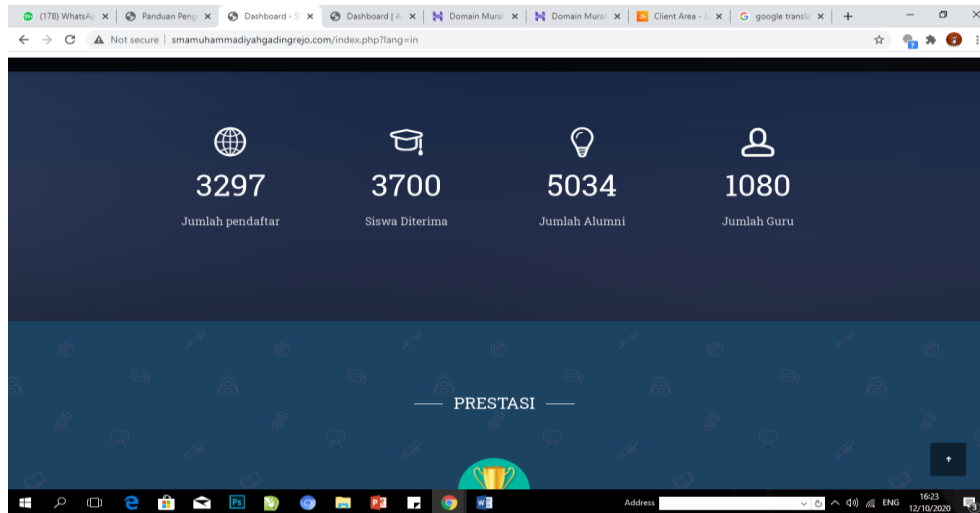 (178) WhatsAp
Panduan Peng
Dashboard - S
Dashboard | A
Domain Mura
Domain Mura
Client Area - J
google transla
Not secure | smamuhammadiyahgadingrejo.com/index.php?lang=in
3297
3700
5034
1080
Jumlah pendaftar
Siswa Diterima
Jumlah Alumni
Jumlah Guru
PRESTASI
Address
ENG
16:23
12/10/2020